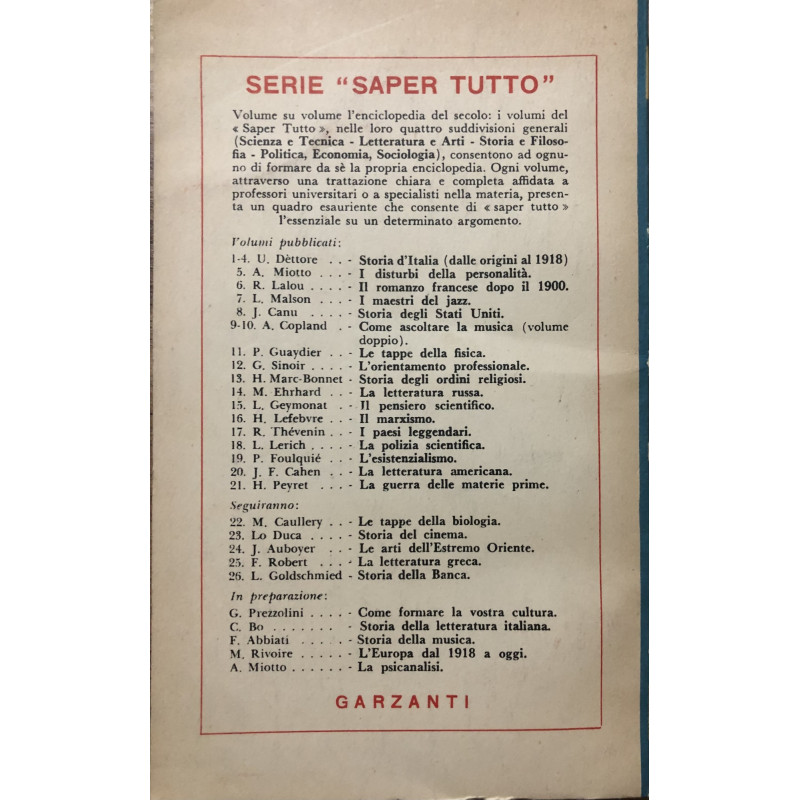 SERIE "SAPER TUTTO"
Volume su volume l'enciclopedia del secolo: i volumi del
« Saper Tutto », nelle loro quattro suddivisioni generali
(Scienza e Tecnica - Letteratura e Arti - Storia e Filoso-
fia - Politica, Economia, Sociologia), consentono ad ognu-
no di formare da sè la propria enciclopedia. Ogni volume,
attraverso una trattazione chiara e completa affidata a
professori universitari o a specialisti nella materia, presen-
ta un quadro esauriente che consente di « saper tutto »
l'essenziale su un determinato argomento.
Volumi pubblicati:
1-4. U. Dèttore . . - Storia d'Italia (dalle origini al 1918)
5. A. Miotto . . . - I disturbi della personalità.
6. R. Lalou . . . . - Il romanzo francese dopo il 1900.
7. L. Malson . . . - I maestri del jazz.
8. J. Canu . . . . - Storia degli Stati Uniti.
9-10. A. Copland . - Come ascoltare la musica (volume
doppio).
11. P. Guaydier . . - Le tappe della fisica.
12. G. Sinoir . . . . - L'orientamento professionale.
13. H. Marc-Bonnet - Storia degli ordini religiosi.
14. M. Ehrhard . . - La letteratura russa.
15. L. Geymonat . - Il pensiero scientifico.
16. H. Lefebvre . . - Il marxismo.
17. R. Thévenin . . - I paesi leggendari.
18. L. Lerich . . . . - La polizia scientifica.
19. P. Foulquié . . - L'esistenzialismo.
20. J. F. Cahen . . - La letteratura americana.
21. H. Peyret . . . - La guerra delle materie prime.
Seguiranno:
22. M. Caullery . . - Le tappe della biologia.
23. Lo Duca . . . . - Storia del cinema.
24. J. Auboyer . . - Le arti dell'Estremo Oriente.
25. F. Robert . . . - La letteratura greca.
26. L. Goldschmied - Storia della Banca.
In preparazione:
G. Prezzolini . . . . - Come formare la vostra cultura.
C. Bo . . . . . . . - Storia della letteratura italiana.
F. Abbiati . . . . . - Storia della musica.
M. Rivoire . . . . . - L'Europa dal 1918 a oggi.
A. Miotto . . . . . . - La psicanalisi.
GARZANTI